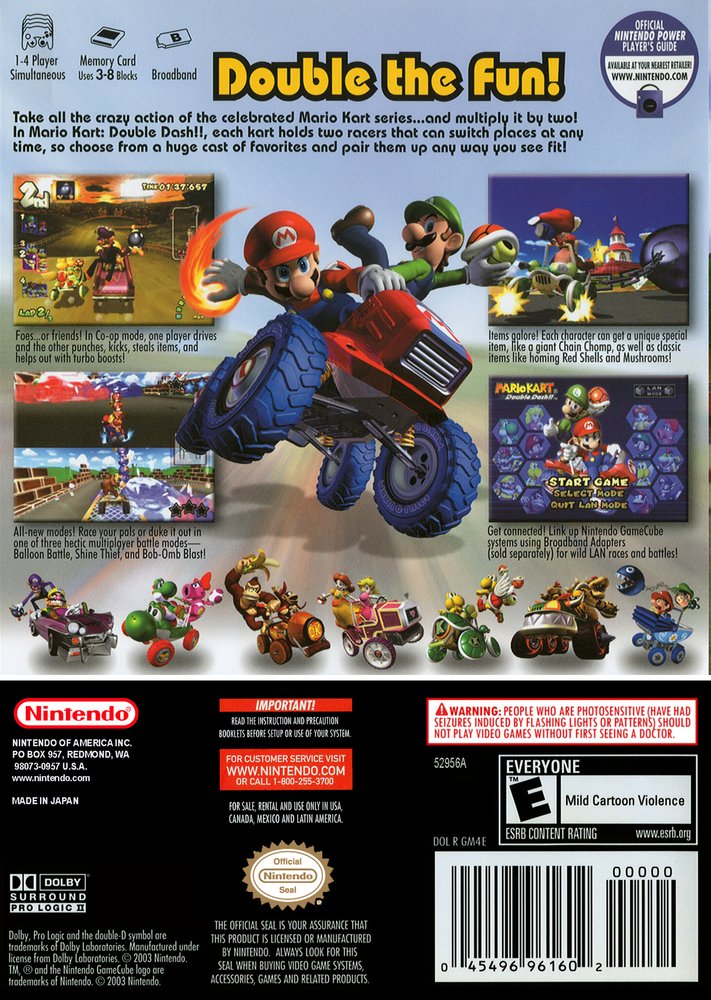 1-4 Player
Simultaneous
Memory Card
Uses 3-8 Blocks
Broadband
Double the Fun!
OFFICIAL
NINTENDO POWER
PLAYER'S GUIDE
AVAILABLE AT YOUR NEAREST RETAILER!
WWW.NINTENDO.COM
Take all the crazy action of the celebrated Mario Kart series...and multiply it by two!
In Mario Kart: Double Dash!!, each kart holds two racers that can switch places at any
time, so choose from a huge cast of favorites and pair them up any way you see fit!
2nd
TIME 01'37"657
LAP 2/
Foes...or friends! In Co-op mode, one player drives
and the other punches, kicks, steals items, and
helps out with turbo boosts!
Items galore! Each character can get a unique special
item, like a giant Chain Chomp, as well as classic
items like homing Red Shells and Mushrooms!
MARIOKART
Double Dash!!
LAN
MODE
START GAME
SELECT MODE
QUIT LAN MODE
All-new modes! Race your pals or duke it out in
one of three hectic multiplayer battle modes—
Balloon Battle, Shine Thief, and Bob-Omb Blast!
Get connected! Link up Nintendo GameCube
systems using Broadband Adapters
(sold separately) for wild LAN races and battles!
Nintendo®
NINTENDO OF AMERICA INC.
PO BOX 957, REDMOND, WA
98073-0957 U.S.A.
www.nintendo.com
MADE IN JAPAN
IMPORTANT!
READ THE INSTRUCTION AND PRECAUTION
BOOKLETS BEFORE SETUP OR USE OF YOUR SYSTEM.
FOR CUSTOMER SERVICE VISIT
WWW.NINTENDO.COM
OR CALL 1-800-255-3700
FOR SALE, RENTAL AND USE ONLY IN USA,
CANADA, MEXICO AND LATIN AMERICA.
WARNING: PEOPLE WHO ARE PHOTOSENSITIVE (HAVE HAD
SEIZURES INDUCED BY FLASHING LIGHTS OR PATTERNS) SHOULD
NOT PLAY VIDEO GAMES WITHOUT FIRST SEEING A DOCTOR.
52956A
EVERYONE
E
TM
Mild Cartoon Violence
ESRB CONTENT RATING
www.esrb.org
DOL R GM4E
DOLBY
SURROUND
PRO LOGIC II
Dolby, Pro Logic and the double-D symbol are
trademarks of Dolby Laboratories. Manufactured under
license from Dolby Laboratories. © 2003 Nintendo.
TM, ® and the Nintendo GameCube logo are
trademarks of Nintendo. © 2003 Nintendo.
Official
Nintendo
Seal
THE OFFICIAL SEAL IS YOUR ASSURANCE THAT
THIS PRODUCT IS LICENSED OR MANUFACTURED
BY NINTENDO. ALWAYS LOOK FOR THIS
SEAL WHEN BUYING VIDEO GAME SYSTEMS,
ACCESSORIES, GAMES AND RELATED PRODUCTS.
00000
0 45496 96160 2